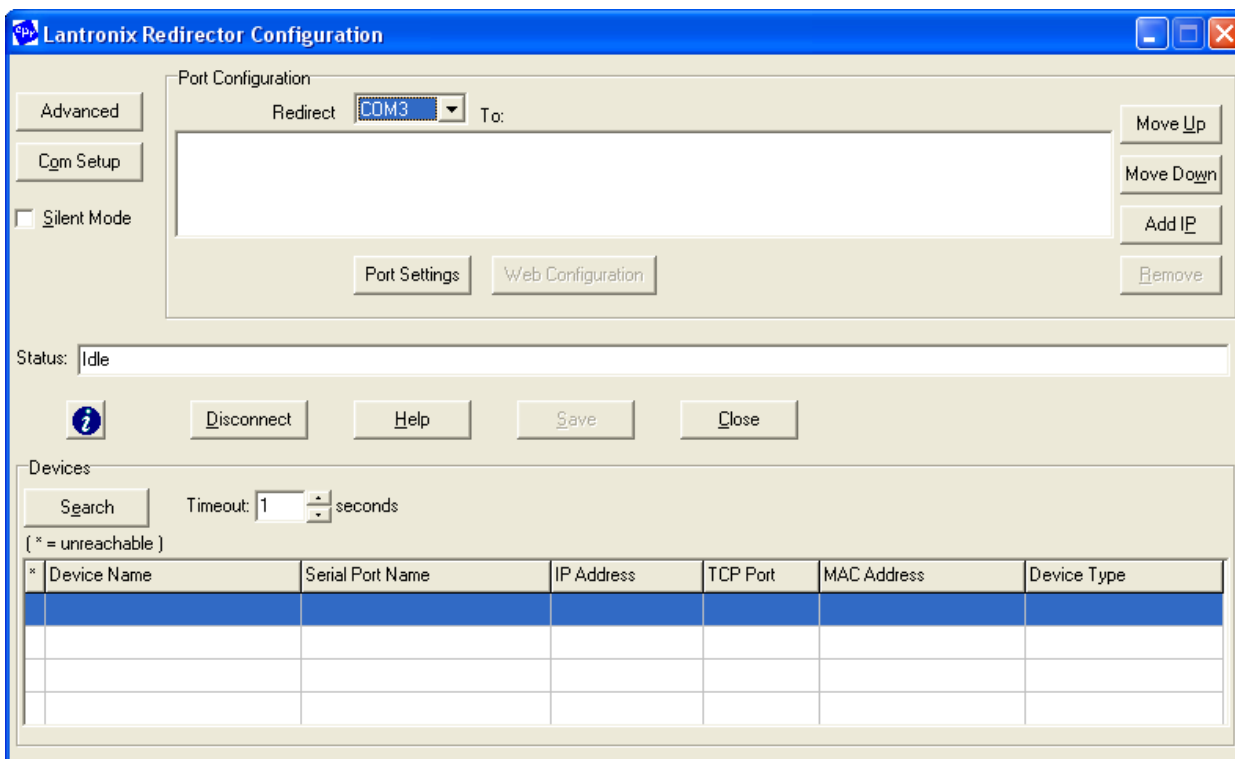 cpr Lantronix Redirector Configuration
Port Configuration
Advanced
Redirect COM3 To:
Move Up
Com Setup
Move Down
Silent Mode
Add IP
Port Settings Web Configuration Remove
Status: Idle
i Disconnect Help Save Close
Devices
Search Timeout: 1 seconds
( * = unreachable )
* Device Name Serial Port Name IP Address TCP Port MAC Address Device Type